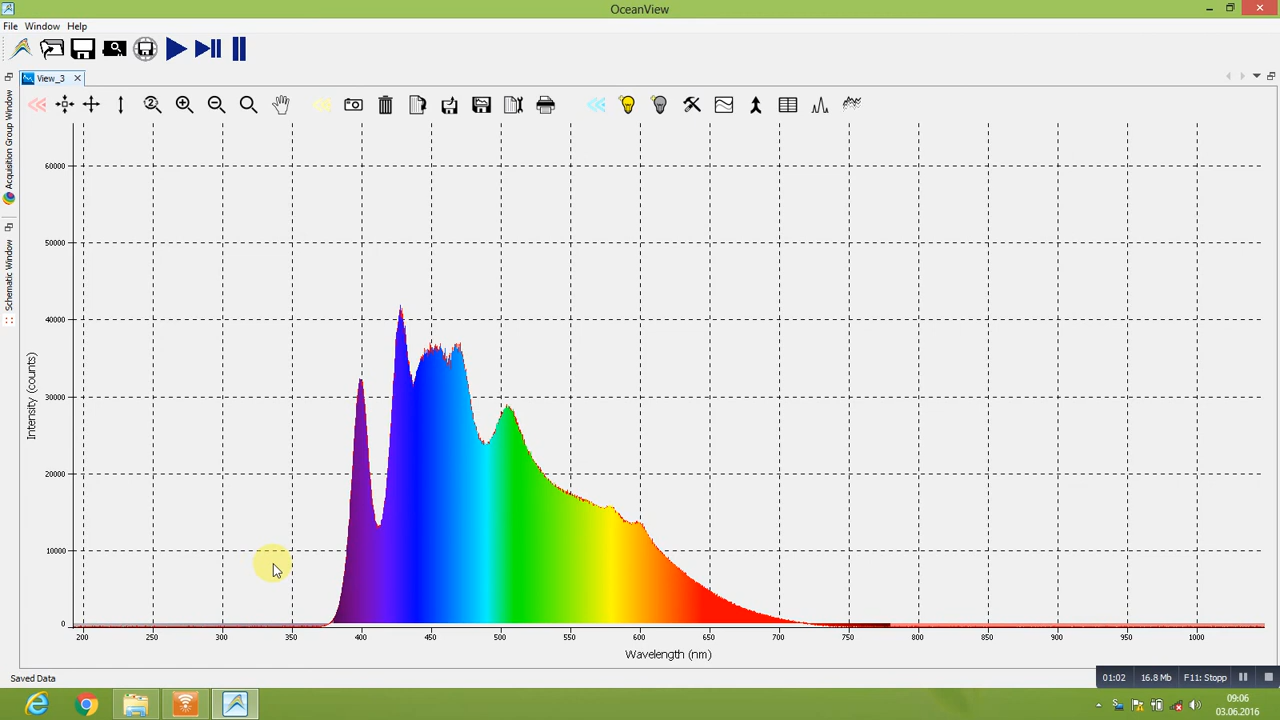 OceanView
File Window Help
View_3
Acquisition Group Window
Schematic Window
Intensity (counts)
60000
50000
40000
30000
20000
10000
0
200 250 300 350 400 450 500 550 600 650 700 750 800 850 900 950 1000
Wavelength (nm)
Saved Data
01:02 16.8 Mb F11: Stopp
09:06
03.06.2016